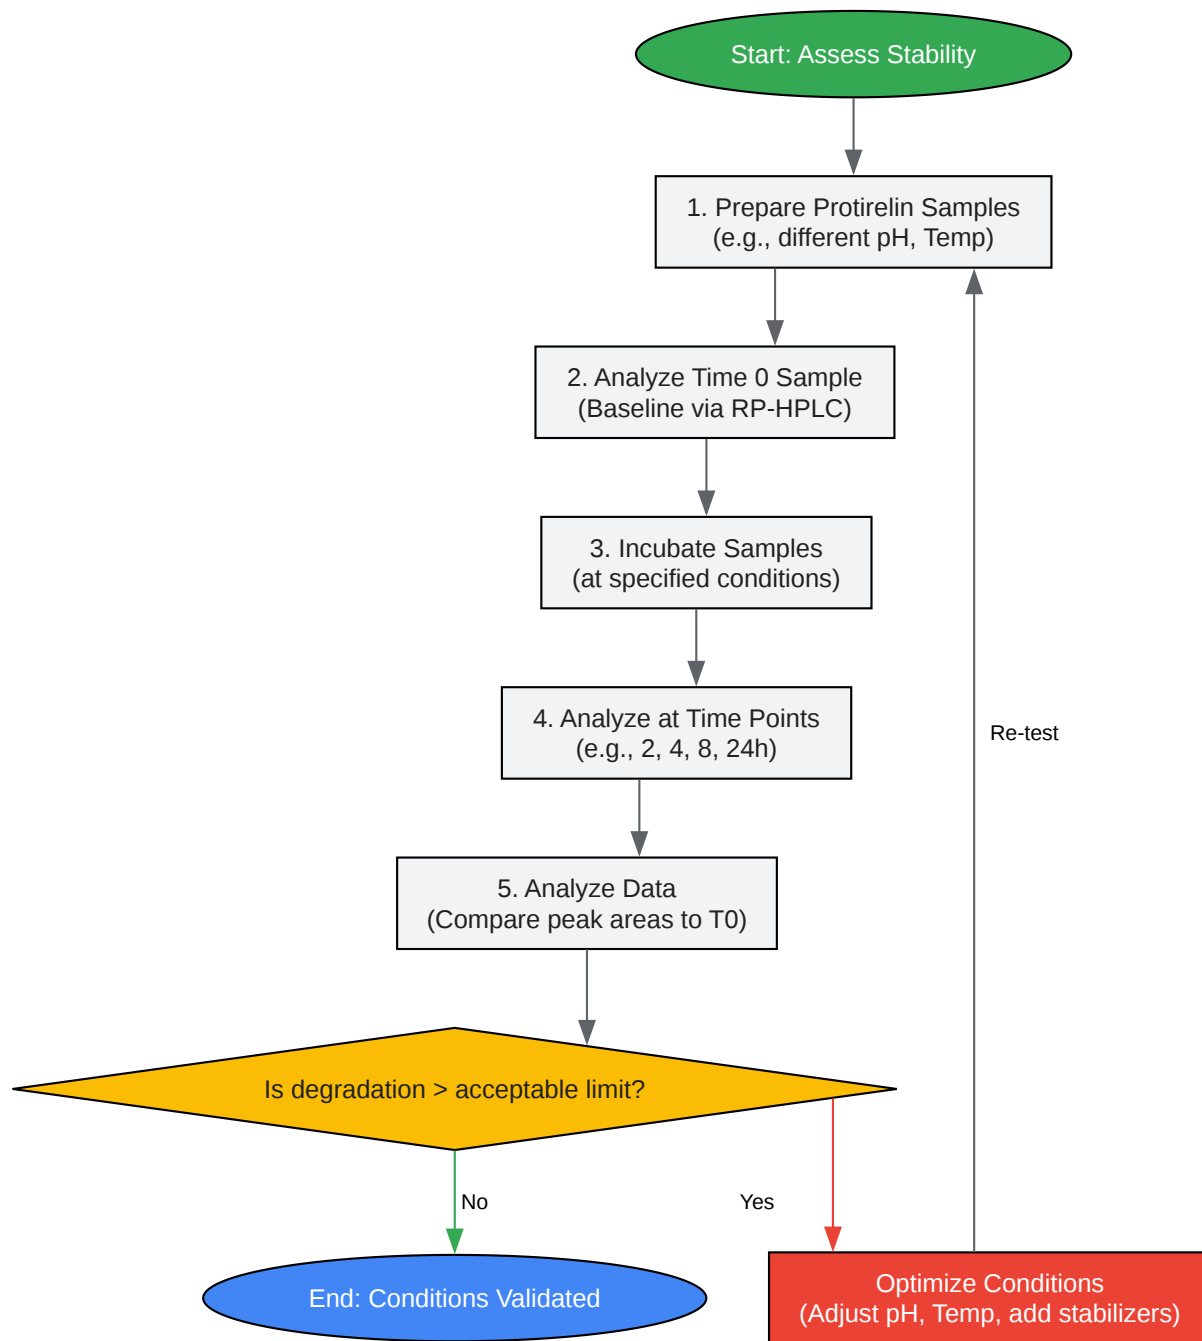 Start: Assess Stability
1. Prepare Protirelin Samples
(e.g., different pH, Temp)
2. Analyze Time 0 Sample
(Baseline via RP-HPLC)
3. Incubate Samples
(at specified conditions)
4. Analyze at Time Points
(e.g., 2, 4, 8, 24h)
Re-test
5. Analyze Data
(Compare peak areas to T0)
Is degradation > acceptable limit?
No
Yes
End: Conditions Validated
Optimize Conditions
(Adjust pH, Temp, add stabilizers)